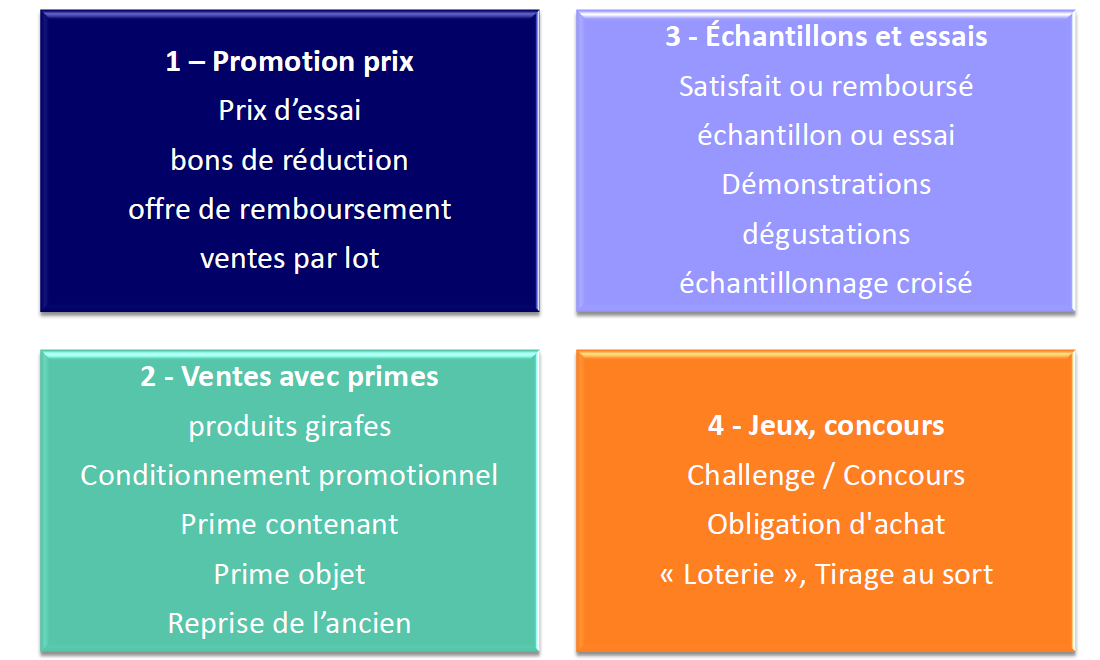 1 – Promotion prix
Prix d’essai
bons de réduction
offre de remboursement
ventes par lot
2 - Ventes avec primes
produits girafes
Conditionnement promotionnel
Prime contenant
Prime objet
Reprise de l’ancien
3 - Échantillons et essais
Satisfait ou remboursé
échantillon ou essai
Démonstrations
dégustations
échantillonnage croisé
4 - Jeux, concours
Challenge / Concours
Obligation d'achat
« Loterie », Tirage au sort